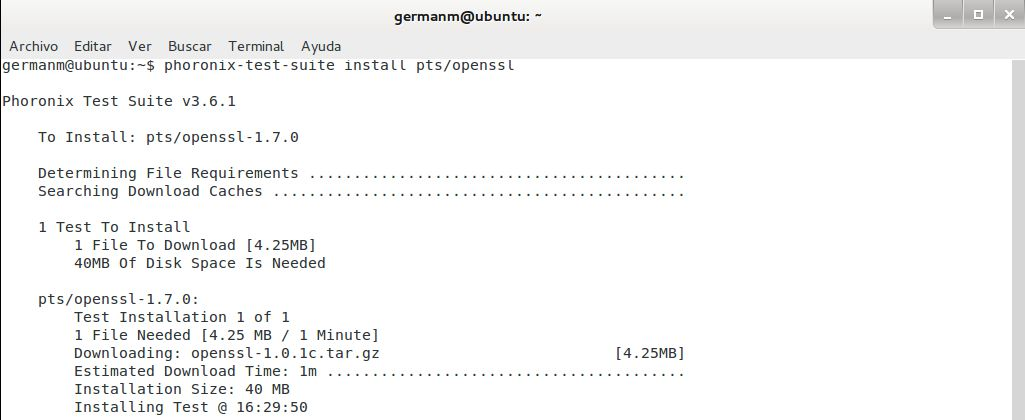 germanm@ubuntu: ~
Archivo Editar Ver Buscar Terminal Ayuda
germanm@ubuntu:~$ phoronix-test-suite install pts/openssl
Phoronix Test Suite v3.6.1
To Install: pts/openssl-1.7.0
Determining File Requirements ..........................................
Searching Download Caches ..............................................
1 Test To Install
1 File To Download [4.25MB]
40MB Of Disk Space Is Needed
pts/openssl-1.7.0:
Test Installation 1 of 1
1 File Needed [4.25 MB / 1 Minute]
Downloading: openssl-1.0.1c.tar.gz [4.25MB]
Estimated Download Time: 1m ........................................
Installation Size: 40 MB
Installing Test @ 16:29:50